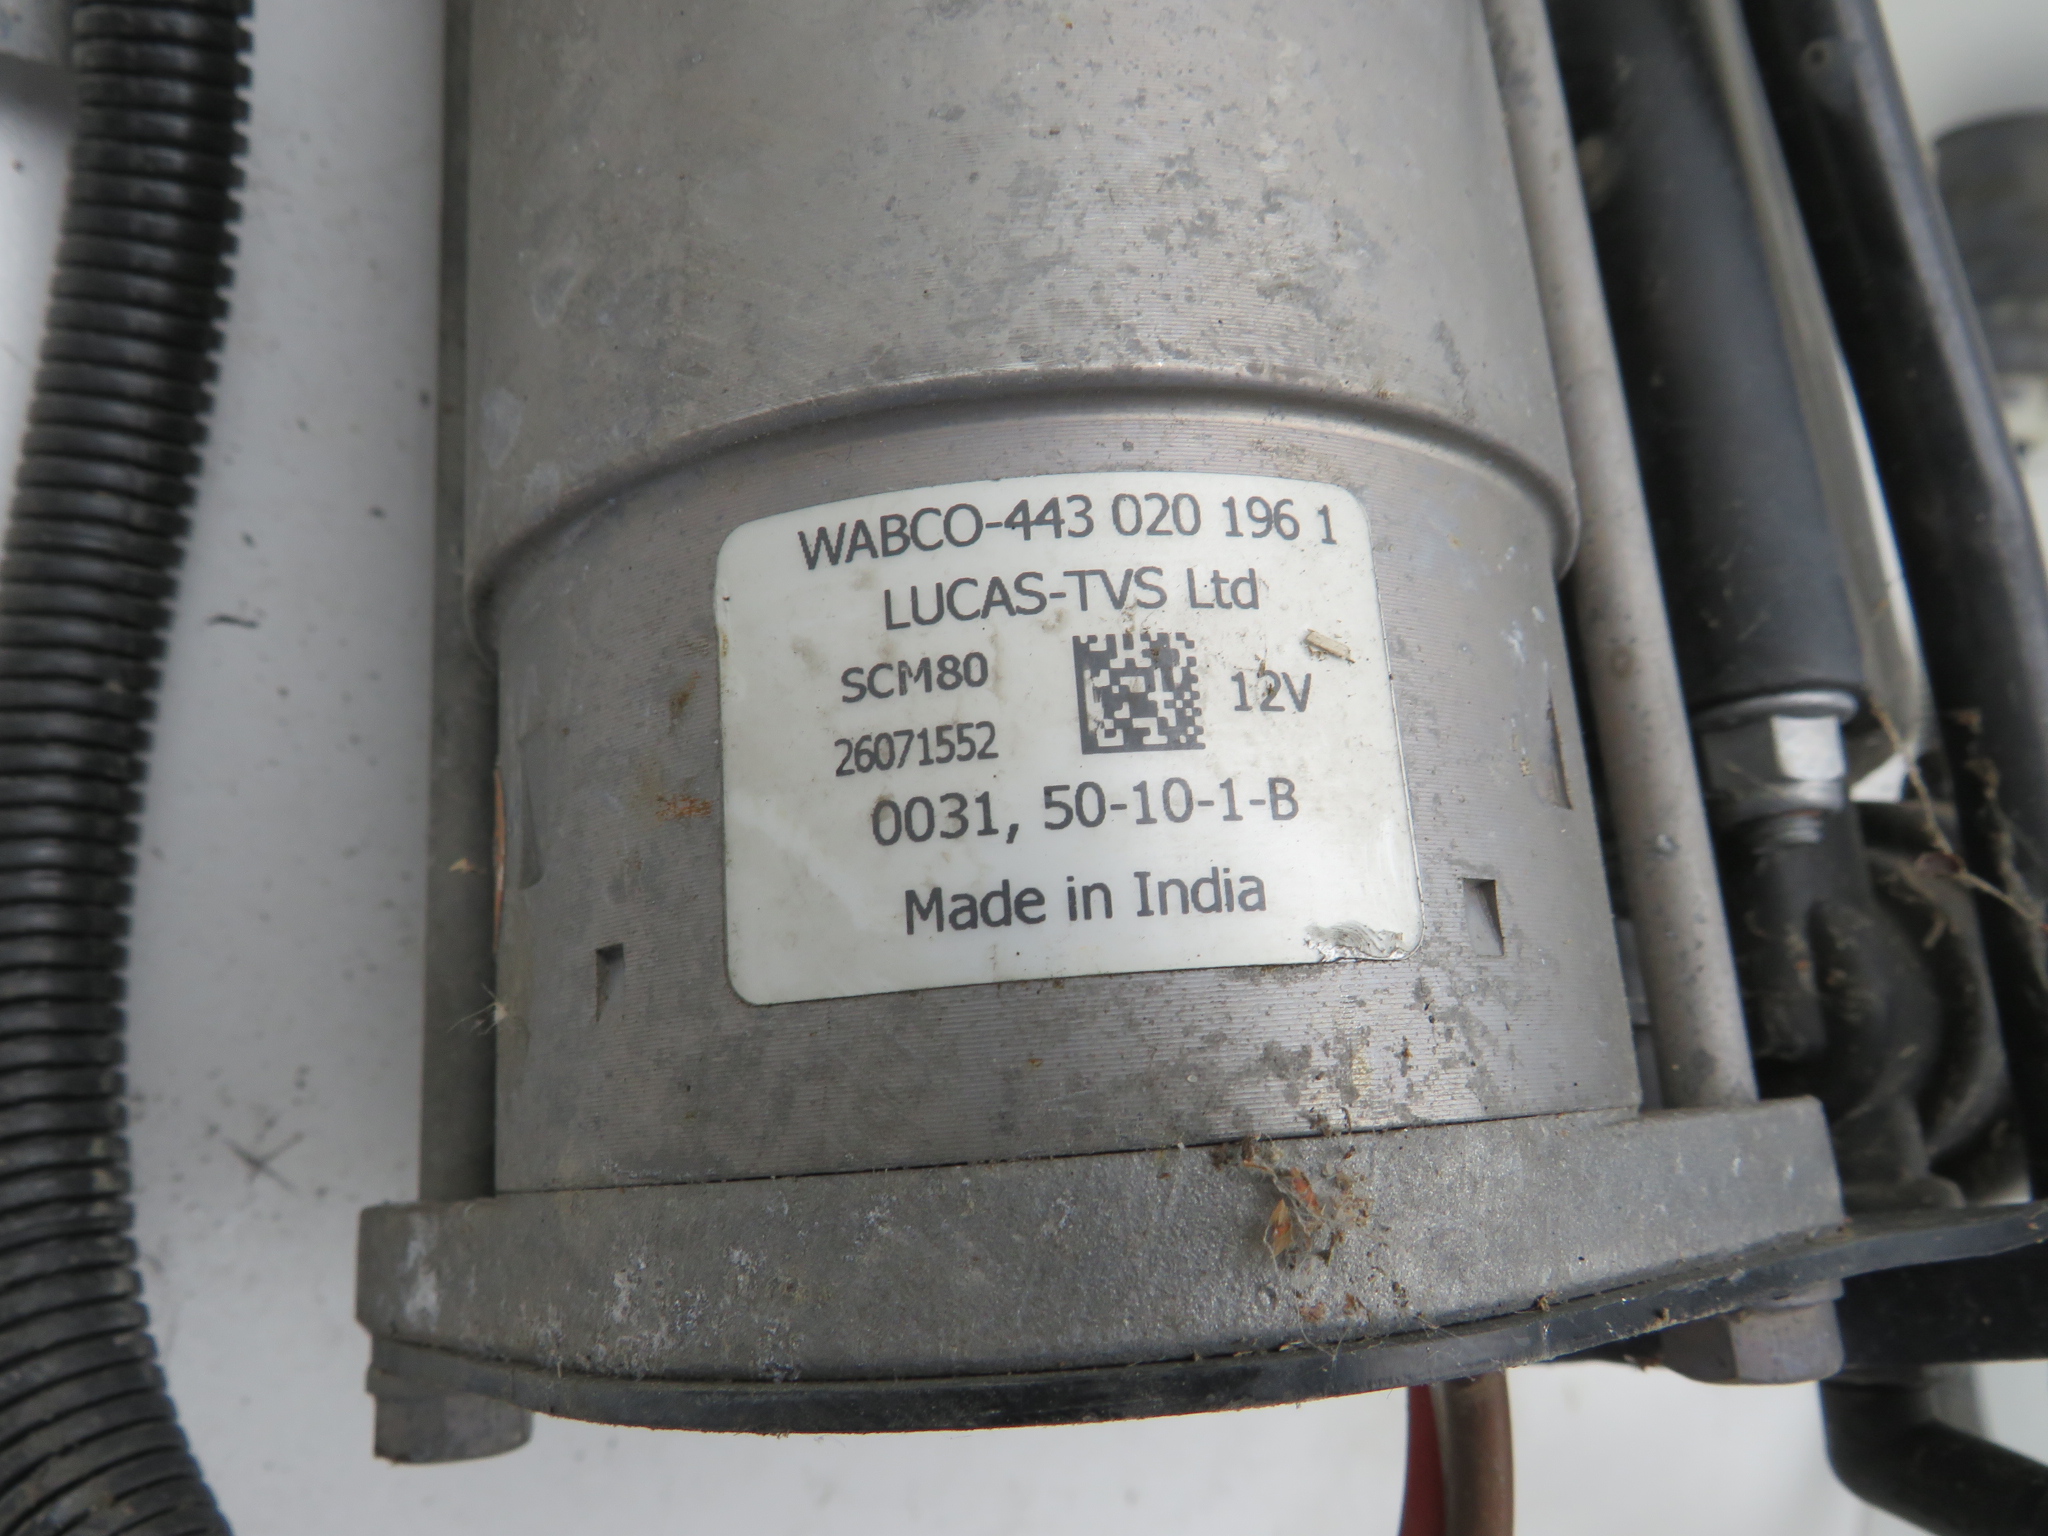 WABCO-443 020 196 1
LUCAS-TVS Ltd
SCM80
12V
26071552
0031, 50-10-1-B
Made in India